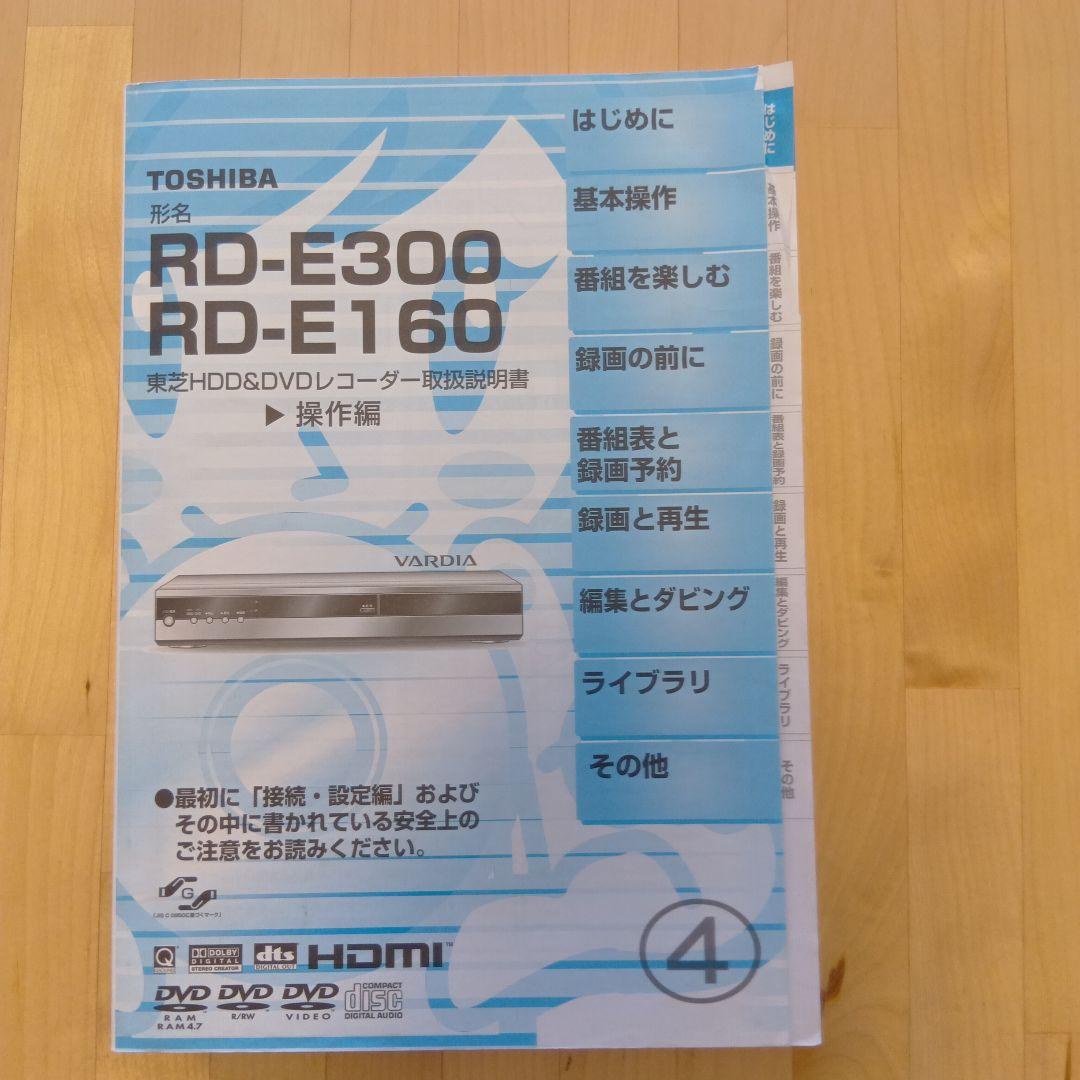 TOSHIBA
形名
RD-E300
RD-E160
東芝HDD&DVDレコーダー取扱説明書
▶ 操作編
VARDIA
●最初に「接続・設定編」および
その中に書かれている安全上の
ご注意をお読みください。
G
Q
DOLBY
DIGITAL
STEREO CREATOR
dts
DIGITAL OUT
HDMI™
DVD
RAM
RAM4.7
DVD
R/RW
DVD
VIDEO
COMPACT
disc
DIGITAL AUDIO
はじめに
基本操作
番組を楽しむ
録画の前に
番組表と
録画予約
録画と再生
編集とダビング
ライブラリ
その他
④
はじめに
基本操作
番組を楽しむ
録画の前に
番組表と録画予約
録画と再生
編集とダビング
ライブラリ
その他